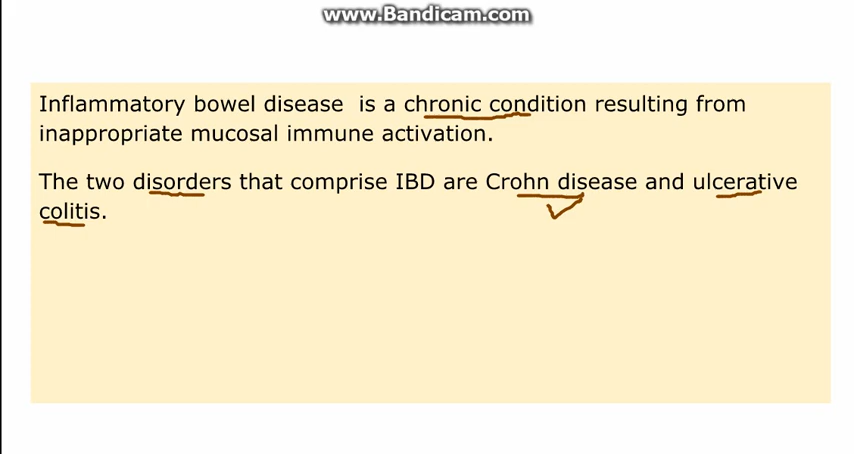 www.Bandicam.com
Inflammatory bowel disease  is a chronic condition resulting from
inappropriate mucosal immune activation.
The two disorders that comprise IBD are Crohn disease and ulcerative
colitis.